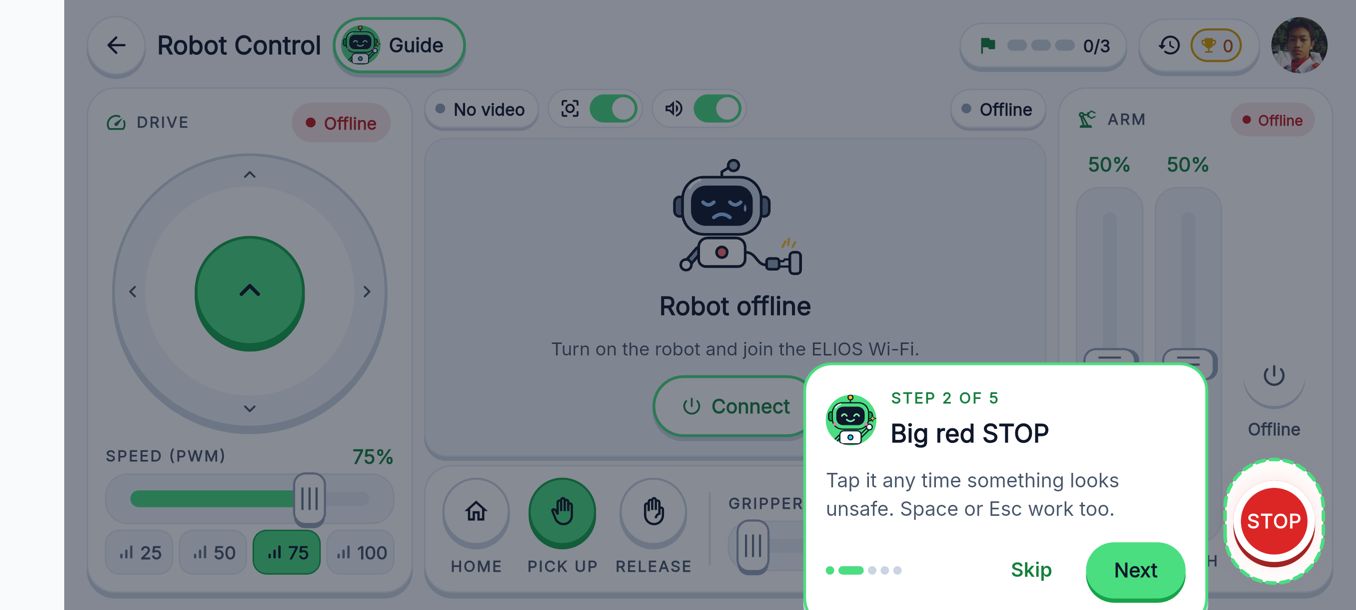 Robot Control
Guide
0/3
0
DRIVE
Offline
No video
Offline
ARM
Offline
50%
50%
Robot offline
Turn on the robot and join the ELIOS Wi-Fi.
Connect
Offline
SPEED (PWM)
75%
25
50
75
100
HOME
PICK UP
RELEASE
GRIPPER
STEP 2 OF 5
Big red STOP
Tap it any time something looks
unsafe. Space or Esc work too.
Skip
Next
STOP